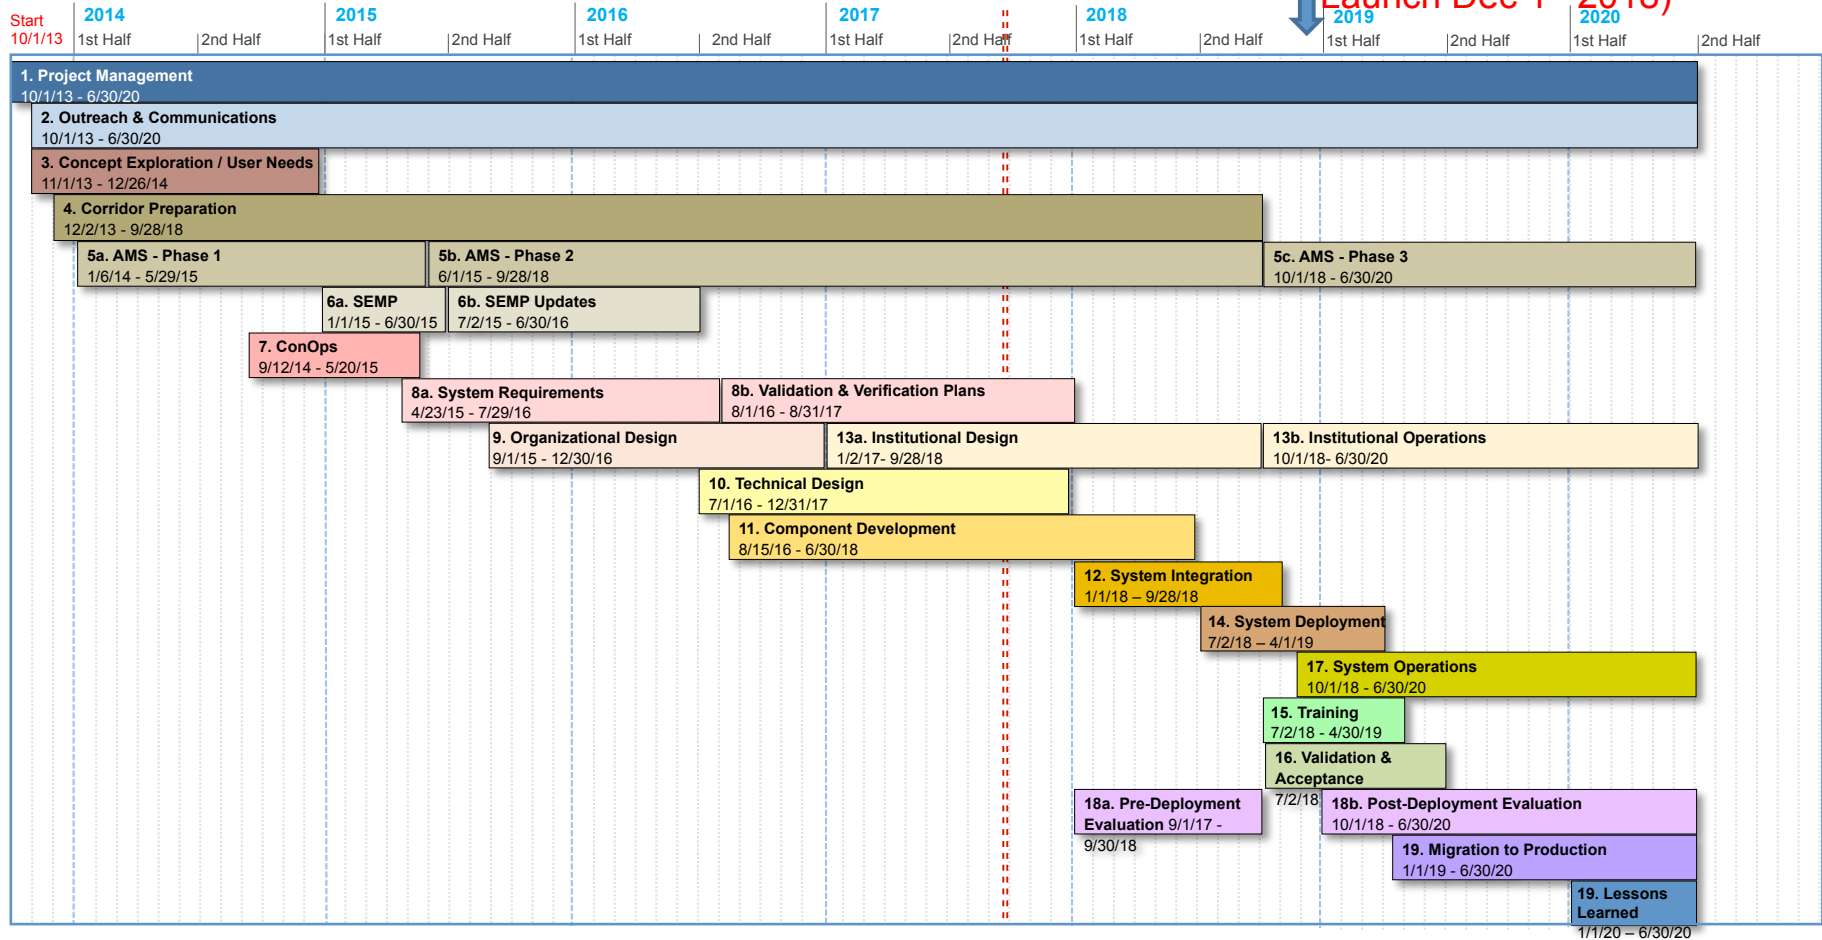 Launch Dec 1 2018)
Start
10/1/13
2014
2015
2016
2017
2018
2019
2020
1st Half
2nd Half
1st Half
2nd Half
1st Half
2nd Half
1st Half
2nd Half
1st Half
2nd Half
1st Half
2nd Half
1st Half
2nd Half
1. Project Management
10/1/13 - 6/30/20
2. Outreach & Communications
10/1/13 - 6/30/20
3. Concept Exploration / User Needs
11/1/13 - 12/26/14
4. Corridor Preparation
12/2/13 - 9/28/18
5a. AMS - Phase 1
1/6/14 - 5/29/15
5b. AMS - Phase 2
6/1/15 - 9/28/18
5c. AMS - Phase 3
10/1/18 - 6/30/20
6a. SEMP
1/1/15 - 6/30/15
6b. SEMP Updates
7/2/15 - 6/30/16
7. ConOps
9/12/14 - 5/20/15
8a. System Requirements
4/23/15 - 7/29/16
8b. Validation & Verification Plans
8/1/16 - 8/31/17
9. Organizational Design
9/1/15 - 12/30/16
13a. Institutional Design
1/2/17- 9/28/18
13b. Institutional Operations
10/1/18- 6/30/20
10. Technical Design
7/1/16 - 12/31/17
11. Component Development
8/15/16 - 6/30/18
12. System Integration
1/1/18 – 9/28/18
14. System Deployment
7/2/18 – 4/1/19
17. System Operations
10/1/18 - 6/30/20
15. Training
7/2/18 - 4/30/19
16. Validation &
Acceptance
7/2/18
18a. Pre-Deployment
Evaluation 9/1/17 -
9/30/18
18b. Post-Deployment Evaluation
10/1/18 - 6/30/20
19. Migration to Production
1/1/19 - 6/30/20
19. Lessons
Learned
1/1/20 – 6/30/20